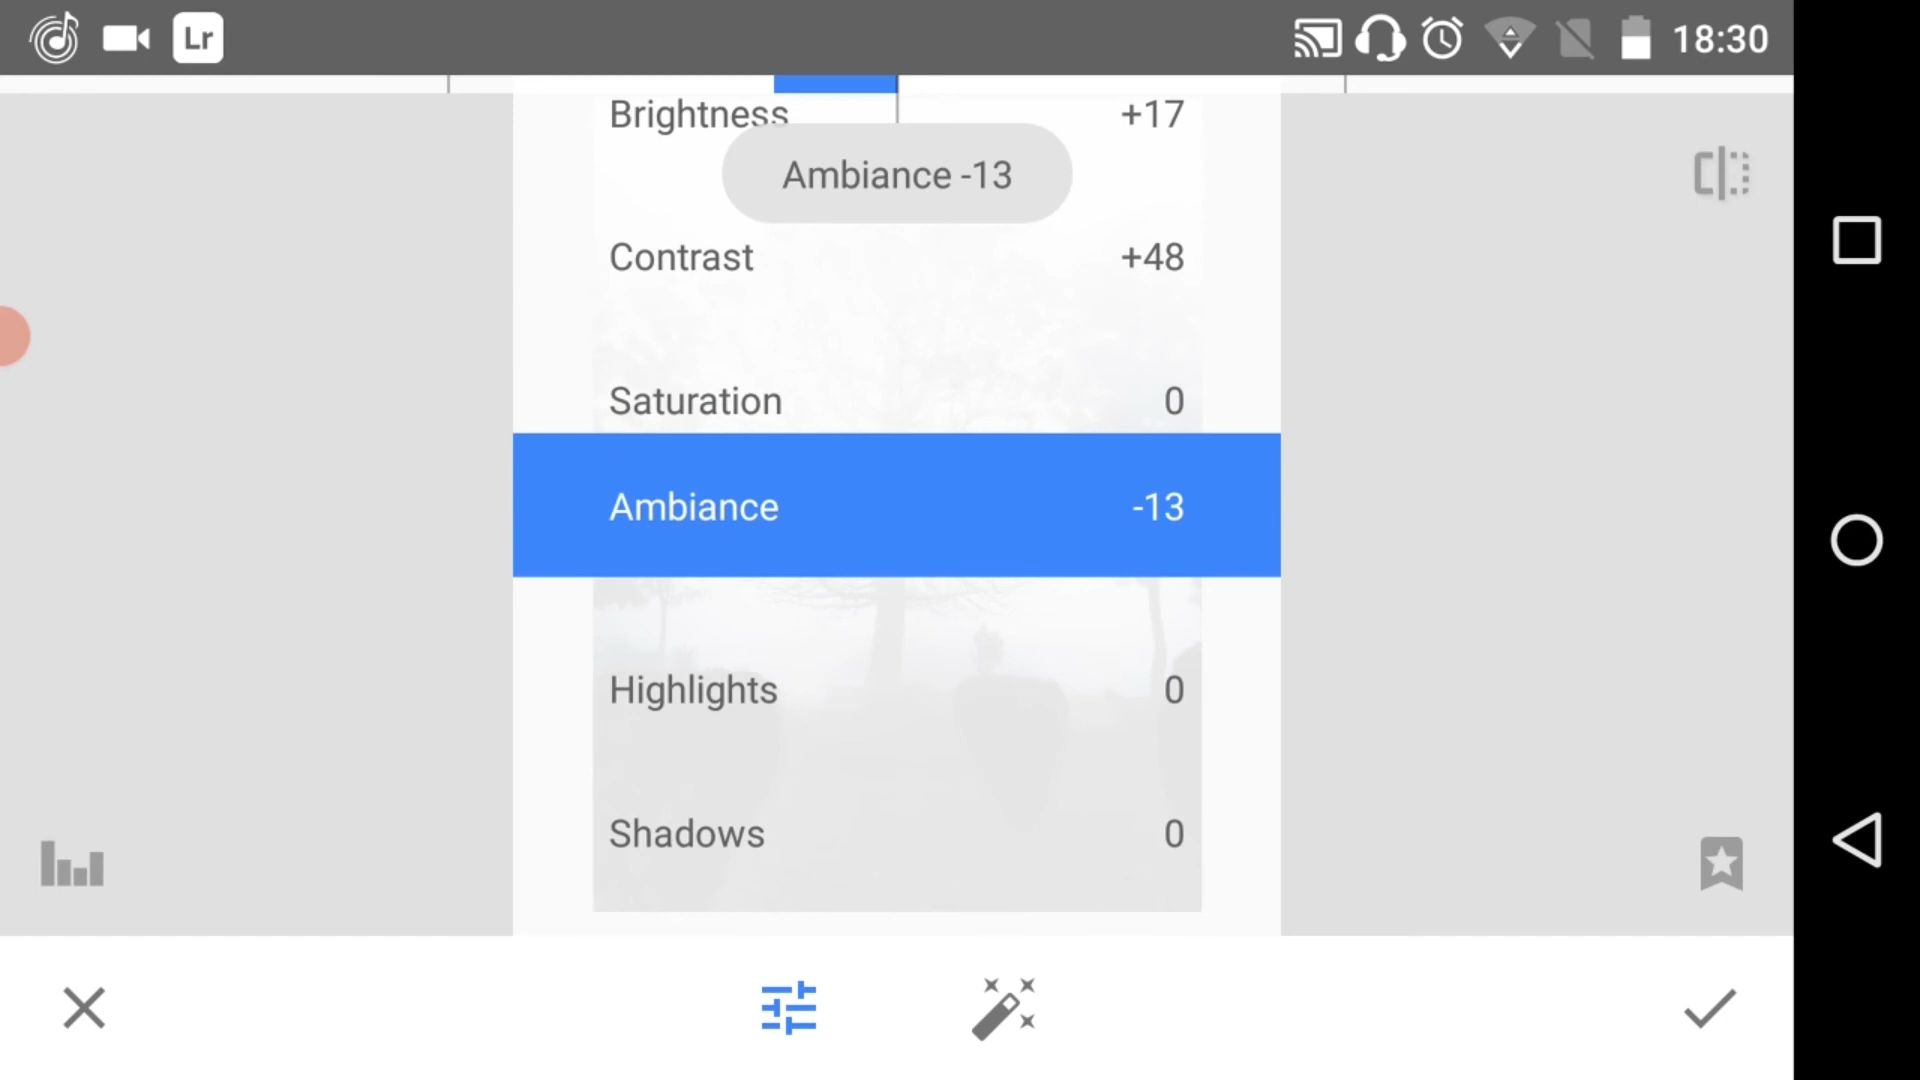 Lr
18:30
Brightness +17
Ambiance -13
Contrast +48
Saturation 0
Ambiance -13
Highlights 0
Shadows 0